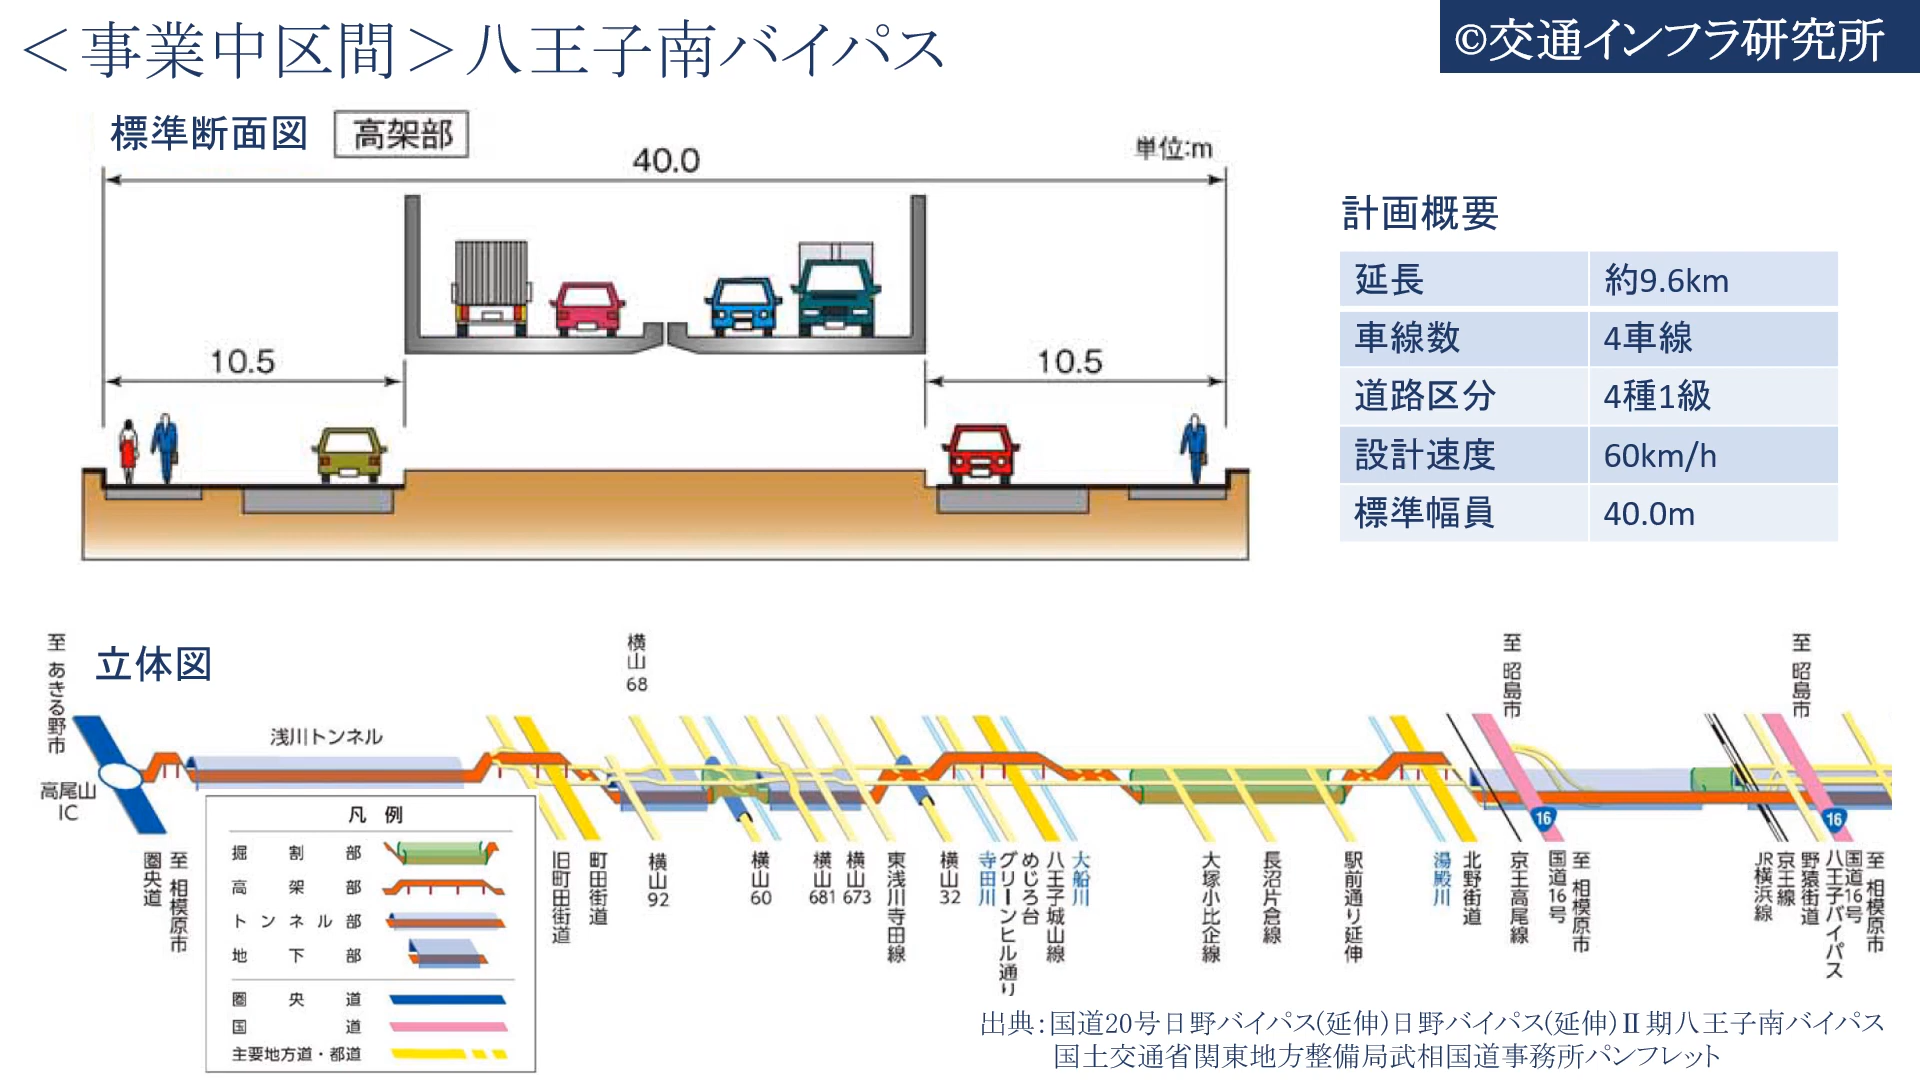 ＜事業中区間＞八王子南バイパス
©交通インフラ研究所
標準断面図
高架部
単位:m
40.0
10.5
10.5
計画概要
延長 約9.6km
車線数 4車線
道路区分 4種1級
設計速度 60km/h
標準幅員 40.0m
立体図
至 あきる野市
高尾山
IC
圏央道
至 相模原市
浅川トンネル
横山68
至 昭島市
至 昭島市
16
16
旧町田街道
町田街道
横山92
横山60
横山681
横山673
東浅川寺田線
横山32
寺田川
グリーンヒル通り
めじろ台
八王子城山線
大船川
大塚小比企線
長沼片倉線
駅前通り延伸
湯殿川
北野街道
京王高尾線
国道16号
至 相模原市
JR横浜線
京王線
野猿街道
八王子バイパス
国道16号
至 相模原市
凡例
掘割部
高架部
トンネル部
地下部
圏央道
国道
主要地方道・都道
出典：国道20号日野バイパス(延伸)日野バイパス(延伸)Ⅱ期八王子南バイパス
国土交通省関東地方整備局武相国道事務所パンフレット